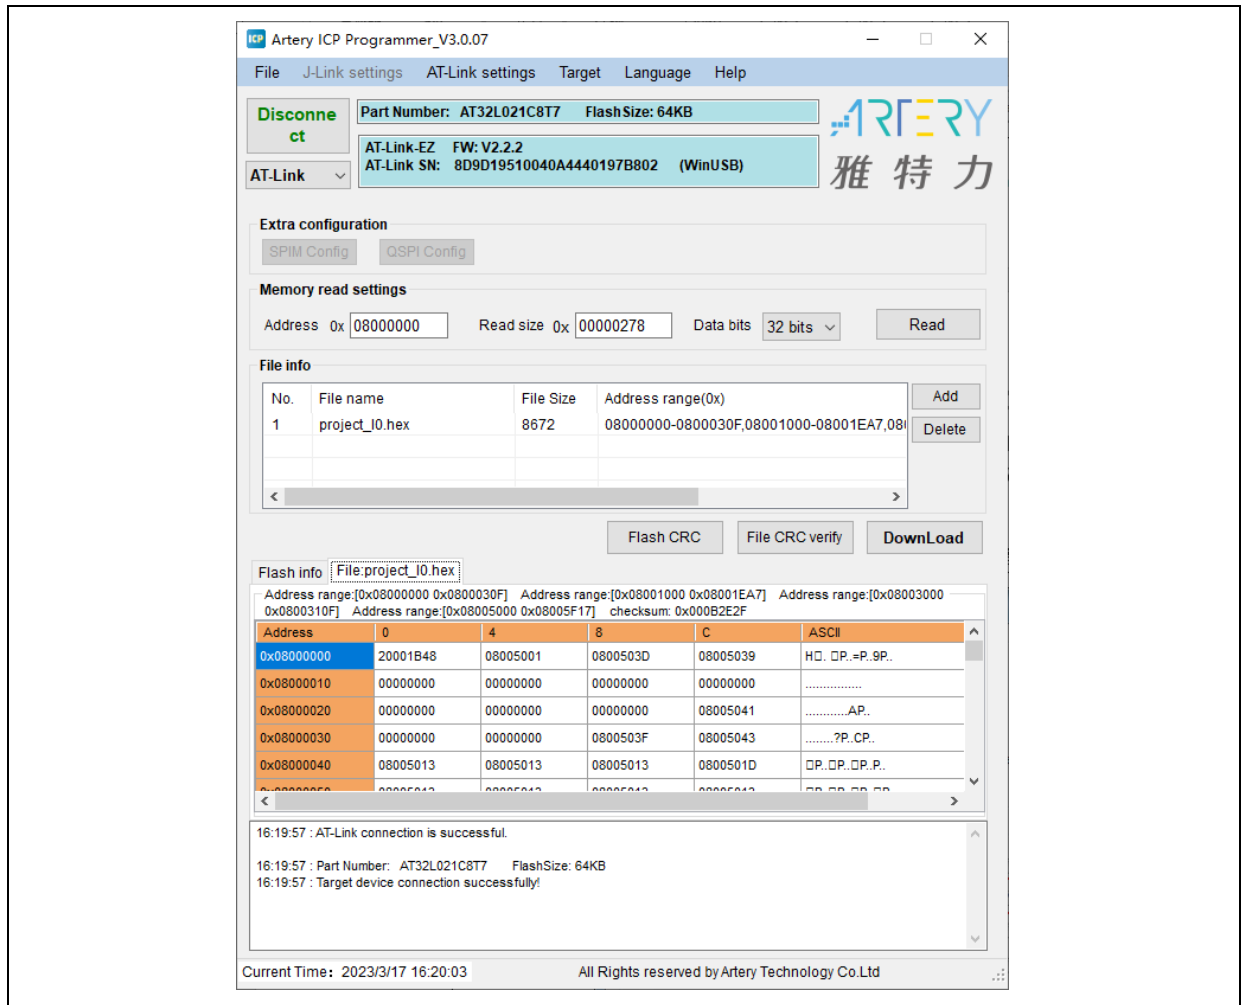 ICP Artery ICP Programmer_V3.0.07
File J-Link settings AT-Link settings Target Language Help
Disconne
ct
Part Number: AT32L021C8T7 FlashSize: 64KB
AT-Link-EZ FW: V2.2.2
AT-Link SN: 8D9D19510040A4440197B802 (WinUSB)
AT-Link
ARTERY
雅特力
Extra configuration
SPIM Config QSPI Config
Memory read settings
Address 0x 08000000 Read size 0x 00000278 Data bits 32 bits Read
File info
No. File name File Size Address range(0x)
Add
1 project_l0.hex 8672 08000000-0800030F,08001000-08001EA7,08
Delete
Flash CRC File CRC verify DownLoad
Flash info File:project_l0.hex
Address range:[0x08000000 0x0800030F] Address range:[0x08001000 0x08001EA7] Address range:[0x08003000
0x0800310F] Address range:[0x08005000 0x08005F17] checksum: 0x000B2E2F
Address 0 4 8 C ASCII
0x08000000 20001B48 08005001 0800503D 08005039 H□. □P..=P..9P..
0x08000010 00000000 00000000 00000000 00000000 ................
0x08000020 00000000 00000000 00000000 08005041 ............AP..
0x08000030 00000000 00000000 0800503F 08005043 ........?P..CP..
0x08000040 08005013 08005013 08005013 0800501D □P..□P..□P..P..
16:19:57 : AT-Link connection is successful.
16:19:57 : Part Number: AT32L021C8T7 FlashSize: 64KB
16:19:57 : Target device connection successfully!
Current Time: 2023/3/17 16:20:03 All Rights reserved by Artery Technology Co.Ltd